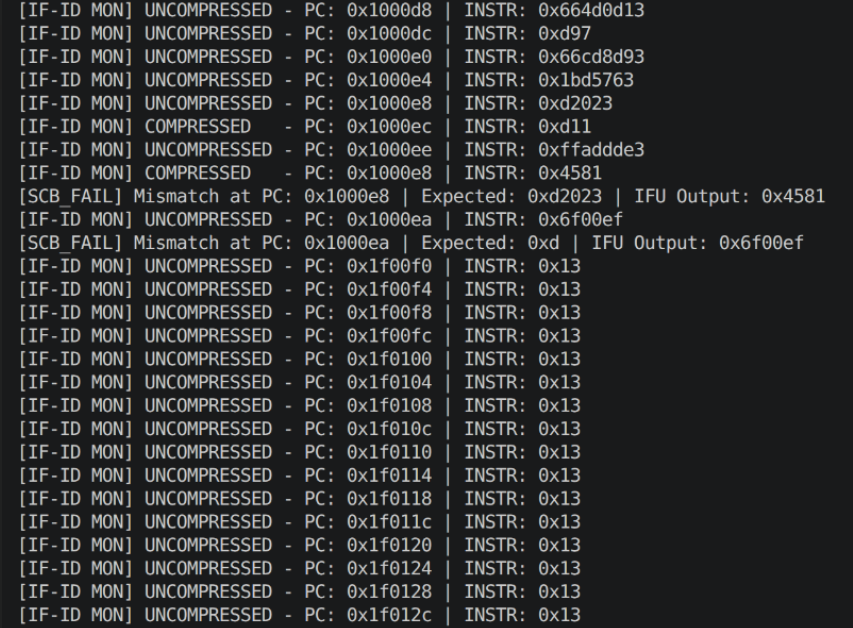 [IF-ID MON] UNCOMPRESSED - PC: 0x1000d8 | INSTR: 0x664d0d13
[IF-ID MON] UNCOMPRESSED - PC: 0x1000dc | INSTR: 0xd97
[IF-ID MON] UNCOMPRESSED - PC: 0x1000e0 | INSTR: 0x66cd8d93
[IF-ID MON] UNCOMPRESSED - PC: 0x1000e4 | INSTR: 0x1bd5763
[IF-ID MON] UNCOMPRESSED - PC: 0x1000e8 | INSTR: 0xd2023
[IF-ID MON] COMPRESSED   - PC: 0x1000ec | INSTR: 0xd11
[IF-ID MON] UNCOMPRESSED - PC: 0x1000ee | INSTR: 0xffaddde3
[IF-ID MON] COMPRESSED   - PC: 0x1000e8 | INSTR: 0x4581
[SCB_FAIL] Mismatch at PC: 0x1000e8 | Expected: 0xd2023 | IFU Output: 0x4581
[IF-ID MON] UNCOMPRESSED - PC: 0x1000ea | INSTR: 0x6f00ef
[SCB_FAIL] Mismatch at PC: 0x1000ea | Expected: 0xd | IFU Output: 0x6f00ef
[IF-ID MON] UNCOMPRESSED - PC: 0x1f00f0 | INSTR: 0x13
[IF-ID MON] UNCOMPRESSED - PC: 0x1f00f4 | INSTR: 0x13
[IF-ID MON] UNCOMPRESSED - PC: 0x1f00f8 | INSTR: 0x13
[IF-ID MON] UNCOMPRESSED - PC: 0x1f00fc | INSTR: 0x13
[IF-ID MON] UNCOMPRESSED - PC: 0x1f0100 | INSTR: 0x13
[IF-ID MON] UNCOMPRESSED - PC: 0x1f0104 | INSTR: 0x13
[IF-ID MON] UNCOMPRESSED - PC: 0x1f0108 | INSTR: 0x13
[IF-ID MON] UNCOMPRESSED - PC: 0x1f010c | INSTR: 0x13
[IF-ID MON] UNCOMPRESSED - PC: 0x1f0110 | INSTR: 0x13
[IF-ID MON] UNCOMPRESSED - PC: 0x1f0114 | INSTR: 0x13
[IF-ID MON] UNCOMPRESSED - PC: 0x1f0118 | INSTR: 0x13
[IF-ID MON] UNCOMPRESSED - PC: 0x1f011c | INSTR: 0x13
[IF-ID MON] UNCOMPRESSED - PC: 0x1f0120 | INSTR: 0x13
[IF-ID MON] UNCOMPRESSED - PC: 0x1f0124 | INSTR: 0x13
[IF-ID MON] UNCOMPRESSED - PC: 0x1f0128 | INSTR: 0x13
[IF-ID MON] UNCOMPRESSED - PC: 0x1f012c | INSTR: 0x13